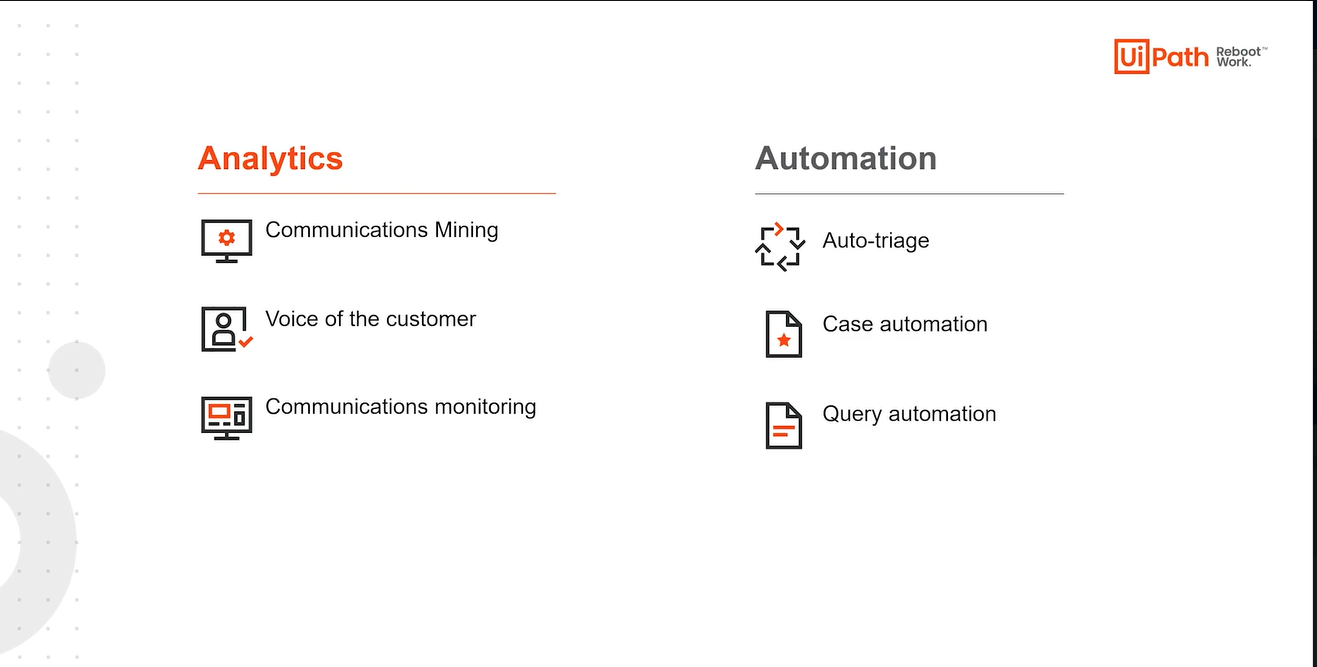 UiPath Reboot™
Work.
Analytics
Communications Mining
Voice of the customer
Communications monitoring
Automation
Auto-triage
Case automation
Query automation